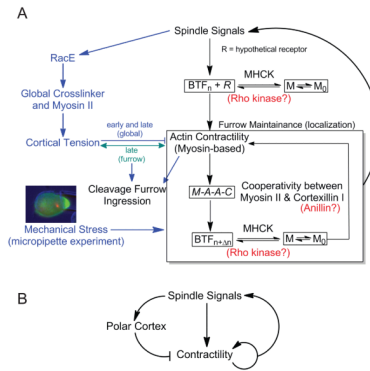 A
Spindle Signals
RacE
R = hypothetical receptor
MHCK
Global Crosslinker
and Myosin II
BTFn + R
M ⇌ M0
(Rho kinase?)
Furrow Maintainance (localization)
early and late
(global)
Cortical Tension
Actin Contractility
(Myosin-based)
late
(furrow)
Cleavage Furrow
Ingression
M-A-A-C
Cooperativity between
Myosin II & Cortexillin I
(Anillin?)
Mechanical Stress
(micropipette experiment)
MHCK
BTFn+Δn
M ⇌ M0
(Rho kinase?)
B
Spindle Signals
Polar Cortex
Contractility